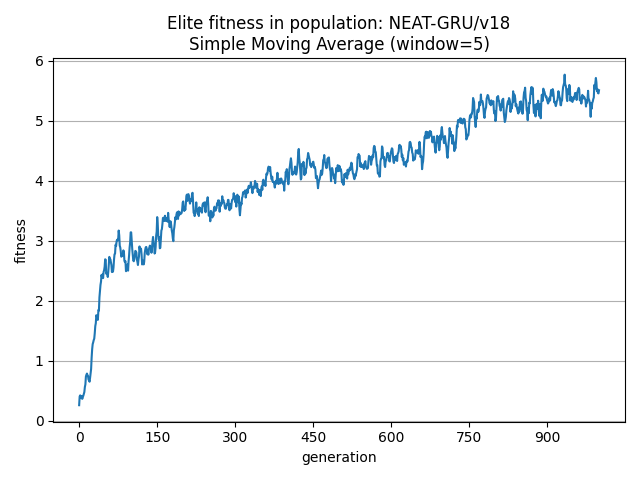 Elite fitness in population: NEAT-GRU/v18
Simple Moving Average (window=5)
6
5
4
3
2
1
0
fitness
0 150 300 450 600 750 900
generation